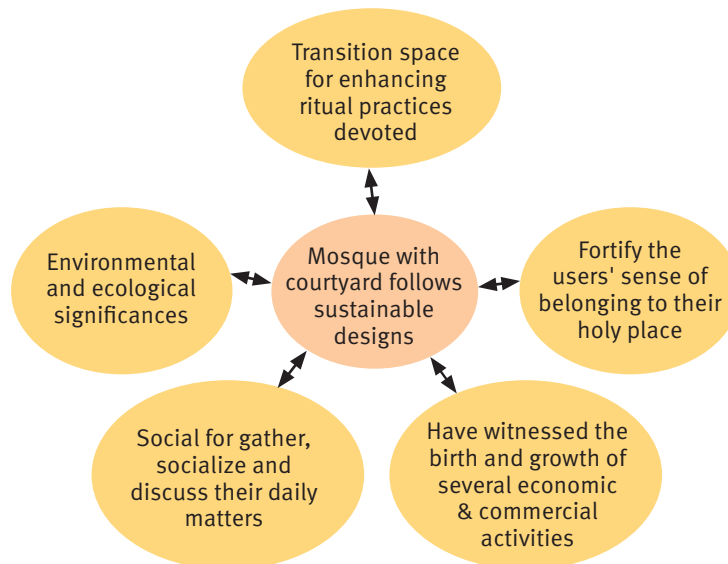 Transition space
for enhancing
ritual practices
devoted
Environmental
and ecological
significances
Mosque with
courtyard follows
sustainable
designs
Fortify the
users' sense of
belonging to their
holy place
Social for gather,
socialize and
discuss their daily
matters
Have witnessed the
birth and growth of
several economic
& commercial
activities